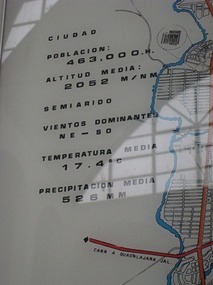 CIUDAD
POBLACION:
463,000.H.
ALTITUD MEDIA:
2052 M/NM
SEMIARIDO
VIENTOS DOMINANTES
NE - SO
TEMPERATURA MEDIA
17.4°C
PRECIPITACION MEDIA
526 MM
CARR A GUADALAJARA JAL